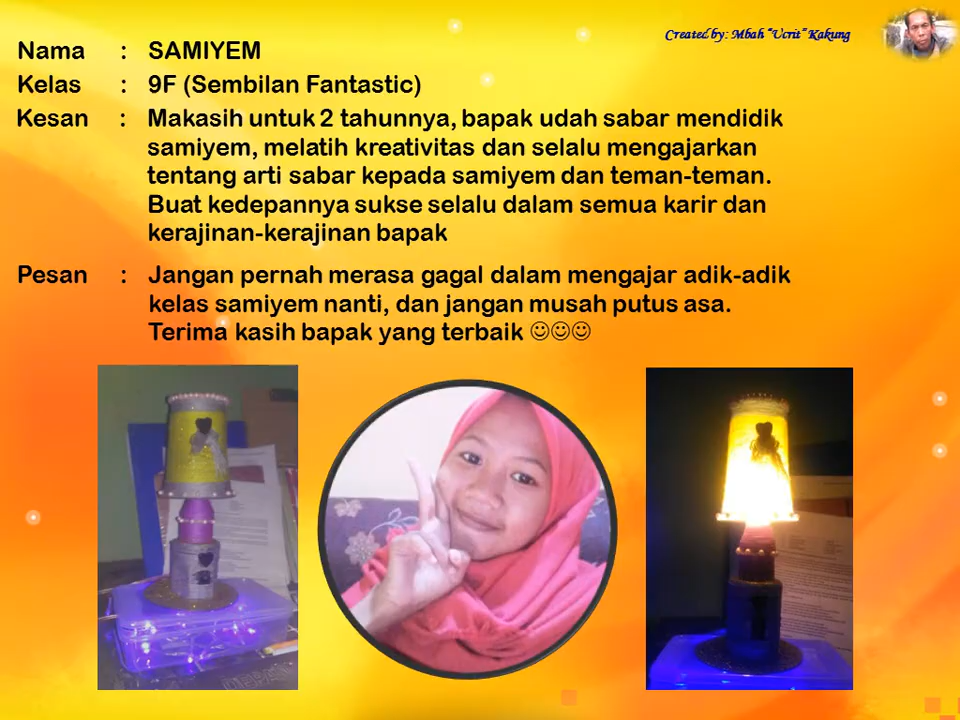 Created by: Mbah "Ucrit" Kakung
Nama : SAMIYEM
Kelas : 9F (Sembilan Fantastic)
Kesan : Makasih untuk 2 tahunnya, bapak udah sabar mendidik
samiyem, melatih kreativitas dan selalu mengajarkan
tentang arti sabar kepada samiyem dan teman-teman.
Buat kedepannya sukse selalu dalam semua karir dan
kerajinan-kerajinan bapak
Pesan : Jangan pernah merasa gagal dalam mengajar adik-adik
kelas samiyem nanti, dan jangan musah putus asa.
Terima kasih bapak yang terbaik ☺☺☺